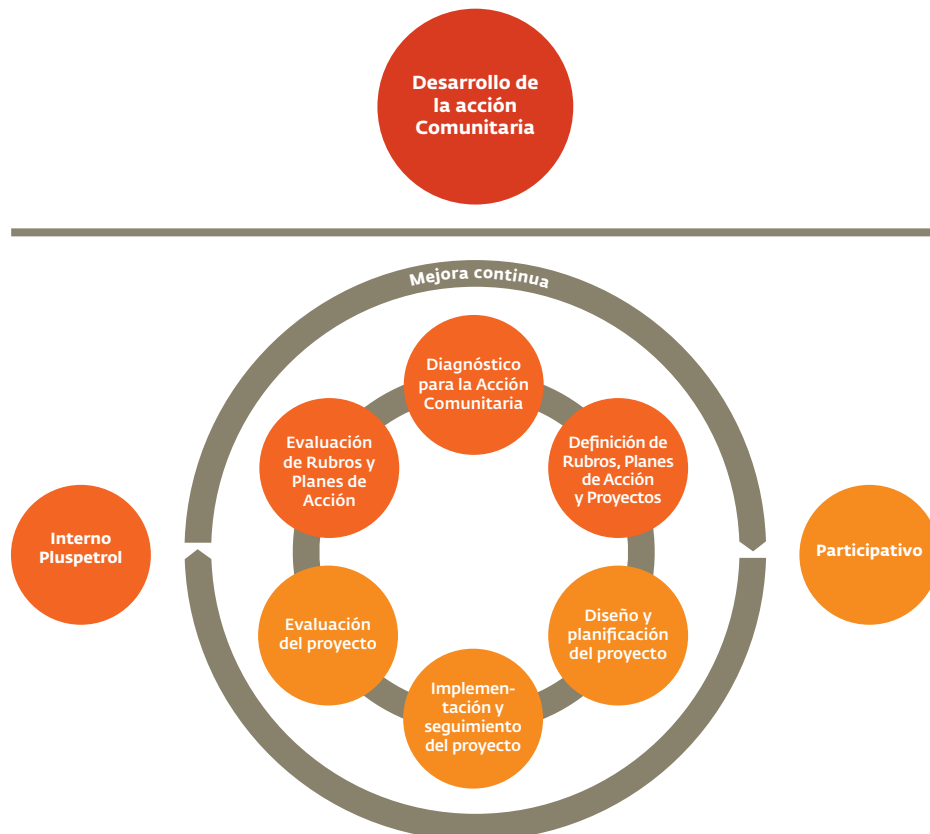 Desarrollo de
la acción
Comunitaria
Mejora continua
Diagnóstico
para la Acción
Comunitaria
Evaluación
de Rubros y
Planes de
Acción
Definición de
Rubros, Planes
de Acción
y Proyectos
Interno
Pluspetrol
Participativo
Evaluación
del proyecto
Diseño y
planificación
del proyecto
Implemen-
tación y
seguimiento
del proyecto